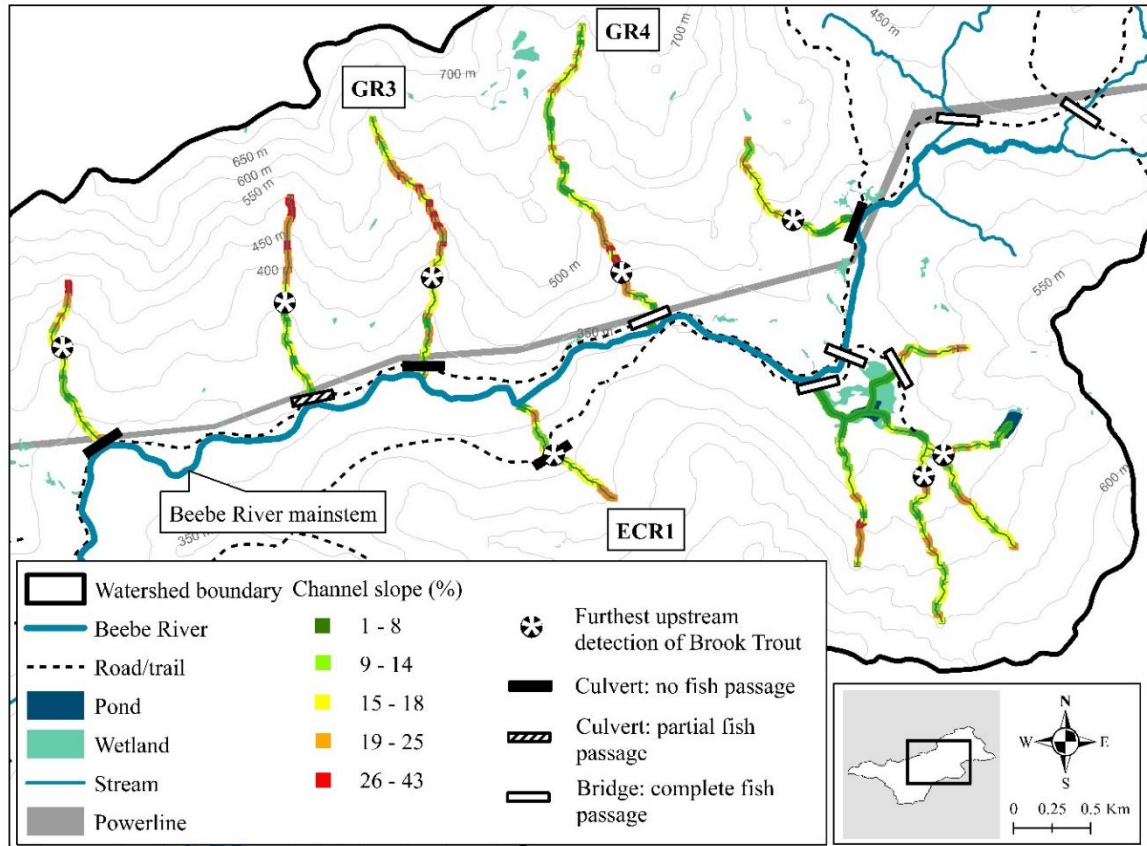 GR4
450 m
700 m
700 m
GR3
650 m
600 m
550 m
450 m
400 m
500 m
550 m
350 m
600 m
Beebe River mainstem
350 m
ECR1
Watershed boundary
Beebe River
Road/trail
Pond
Wetland
Stream
Powerline
Channel slope (%)
1 - 8
9 - 14
15 - 18
19 - 25
26 - 43
Furthest upstream
detection of Brook Trout
Culvert: no fish passage
Culvert: partial fish
passage
Bridge: complete fish
passage
N
W E
S
0 0.25 0.5 Km